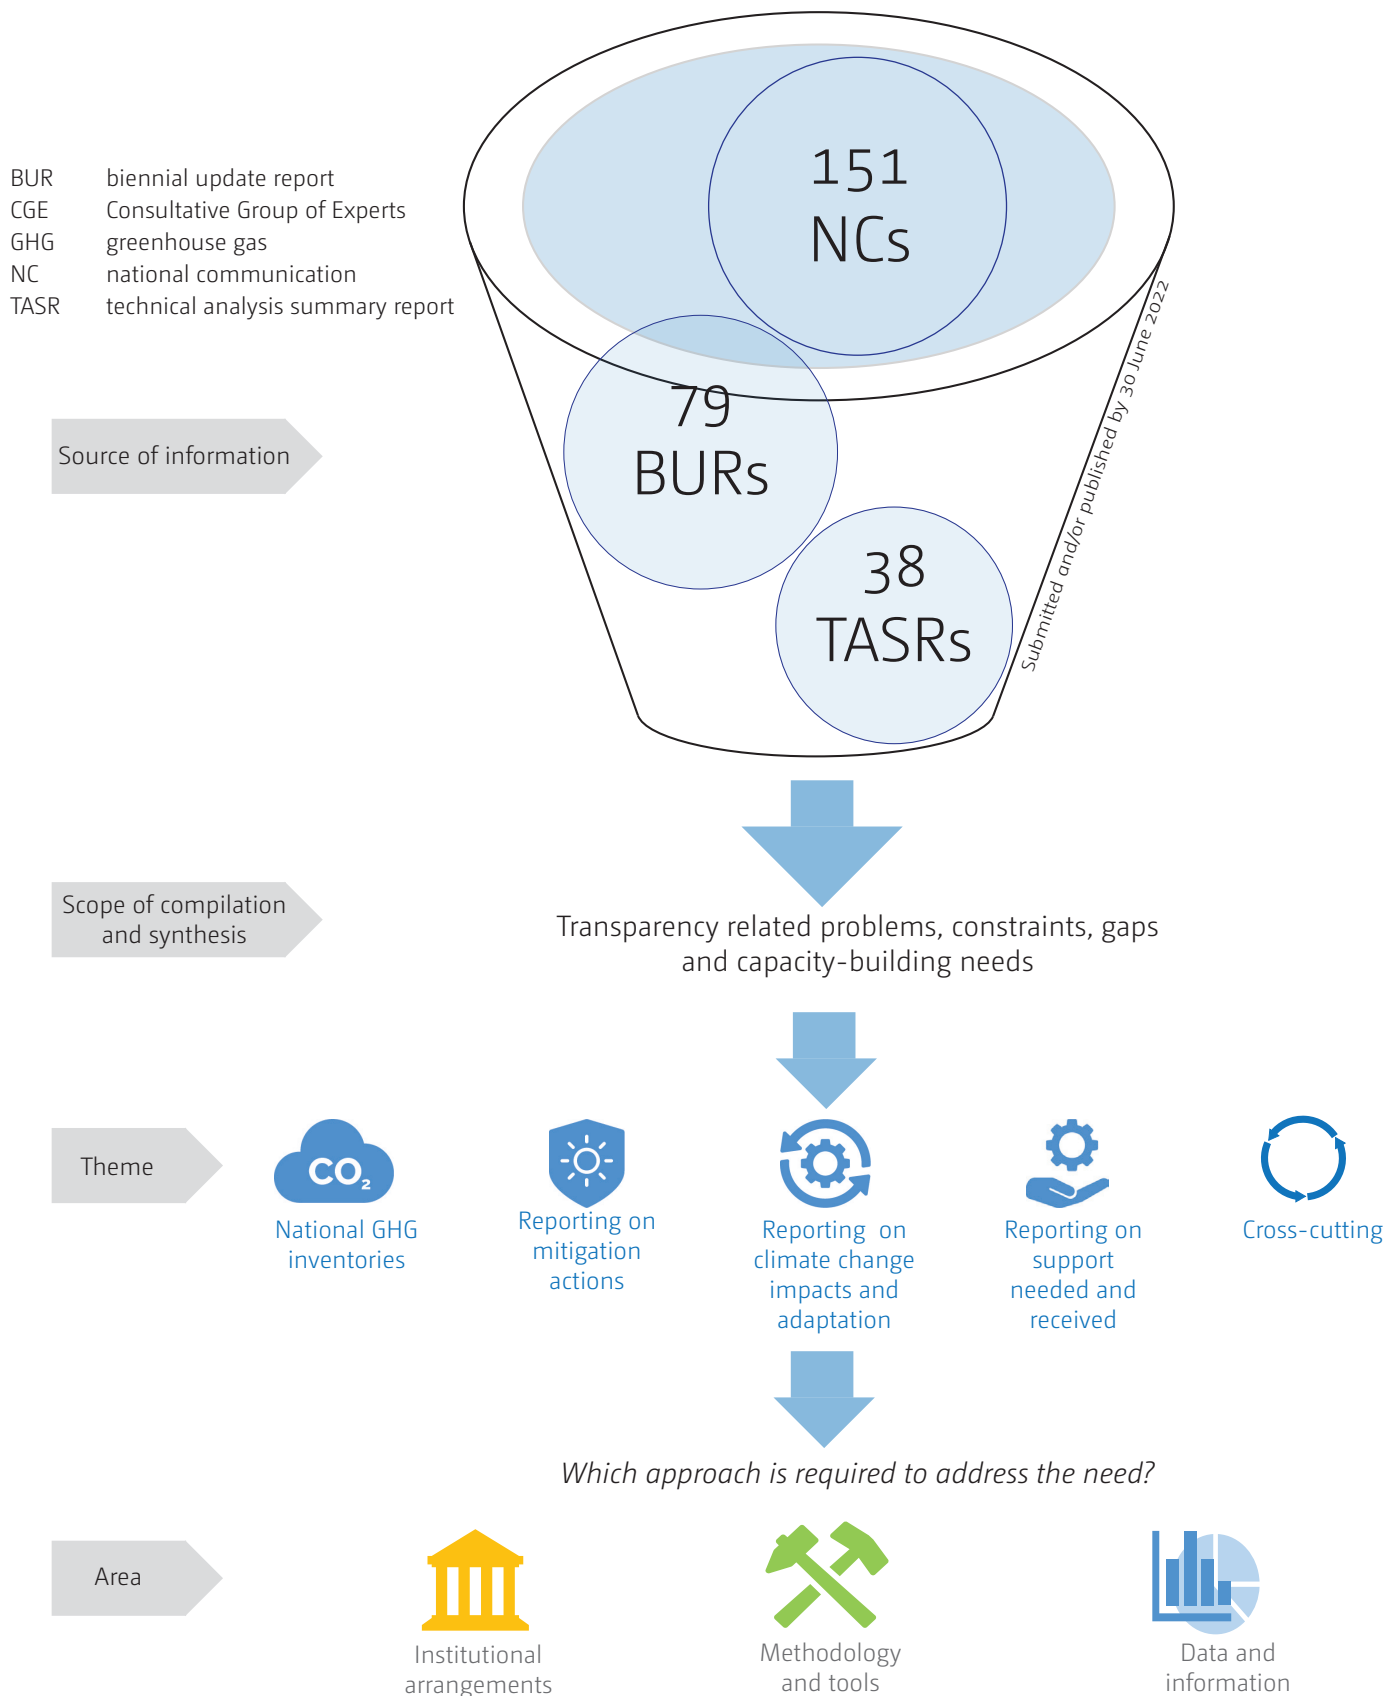 151
NCs
BUR biennial update report
CGE Consultative Group of Experts
GHG greenhouse gas
NC national communication
TASR technical analysis summary report
Submitted and/or published by 30 June 2022
79
BURs
Source of information
38
TASRs
Scope of compilation
and synthesis
Transparency related problems, constraints, gaps
and capacity-building needs
Theme
CO2
National GHG
inventories
Reporting on
mitigation
actions
Reporting on
climate change
impacts and
adaptation
Reporting on
support
needed and
received
Cross-cutting
Which approach is required to address the need?
Area
Institutional
arrangements
Methodology
and tools
Data and
information